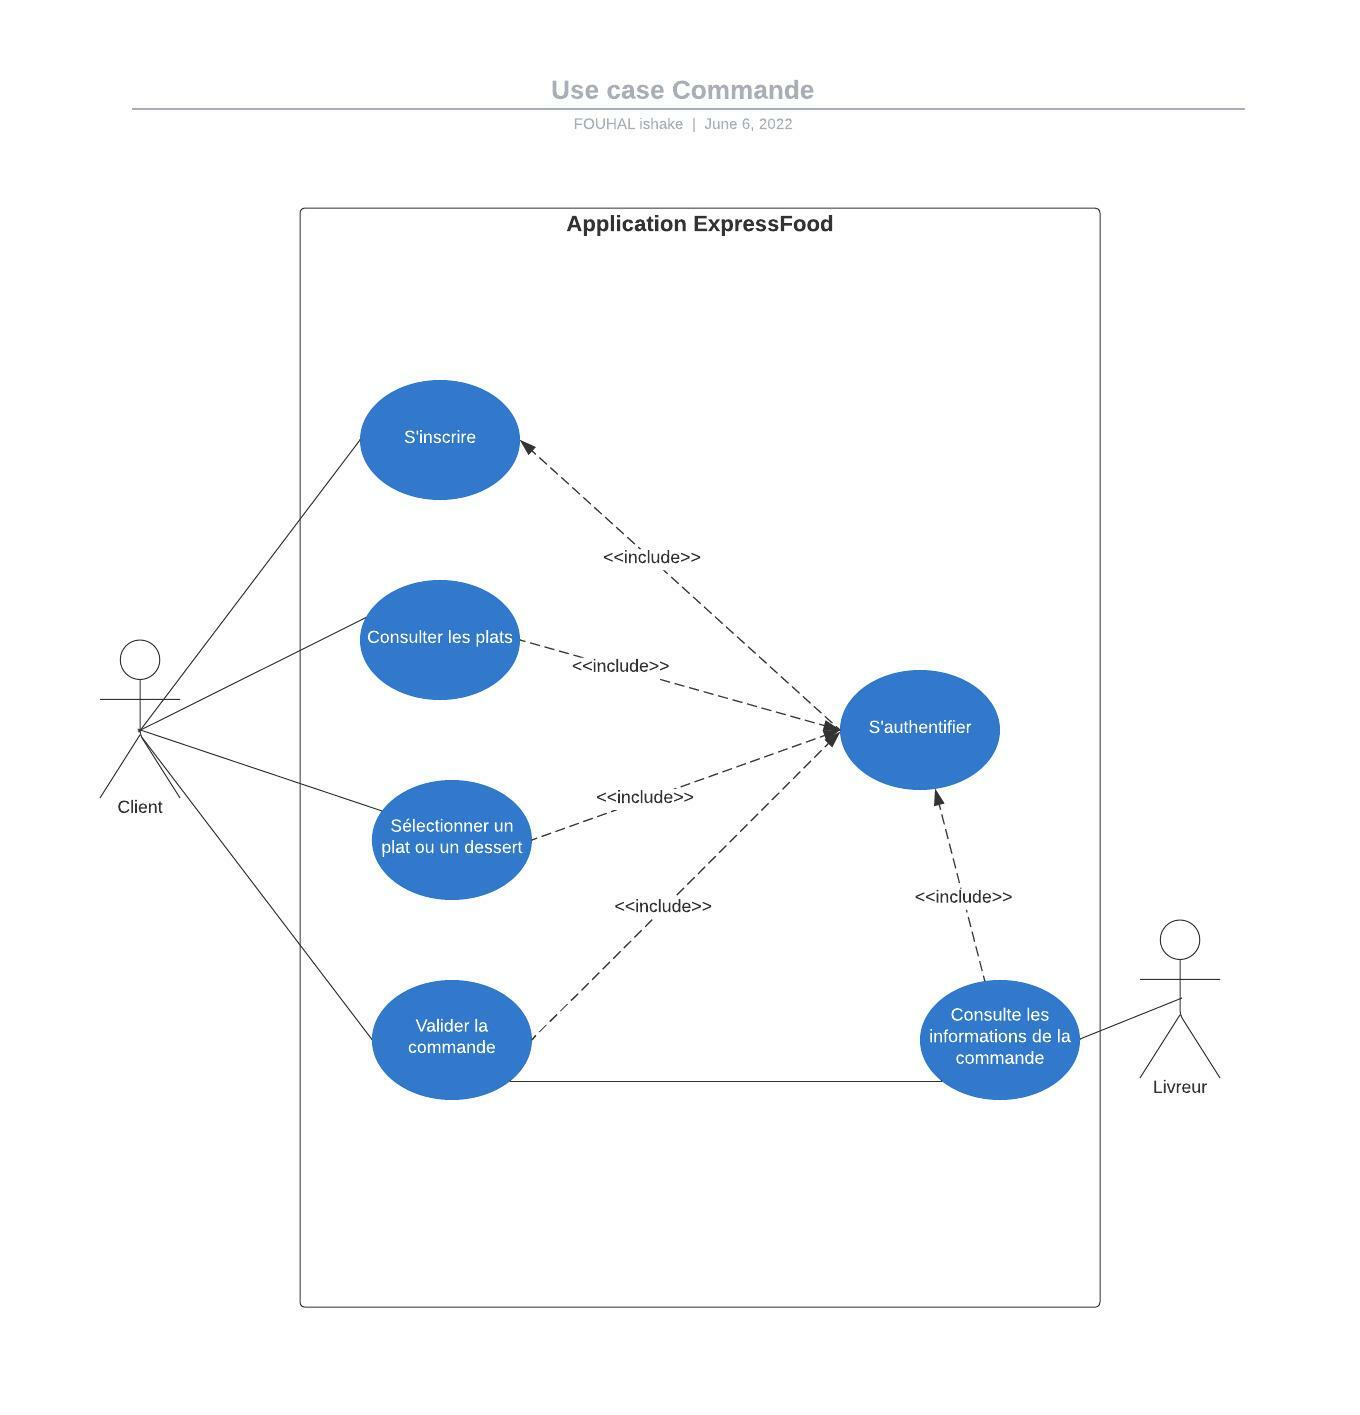 Use case Commande
FOUHAL ishake | June 6, 2022
Application ExpressFood
S'inscrire
<<include>>
Consulter les plats
<<include>>
S'authentifier
Client
<<include>>
Sélectionner un
plat ou un dessert
<<include>>
<<include>>
Valider la
commande
Consulte les
informations de la
commande
Livreur